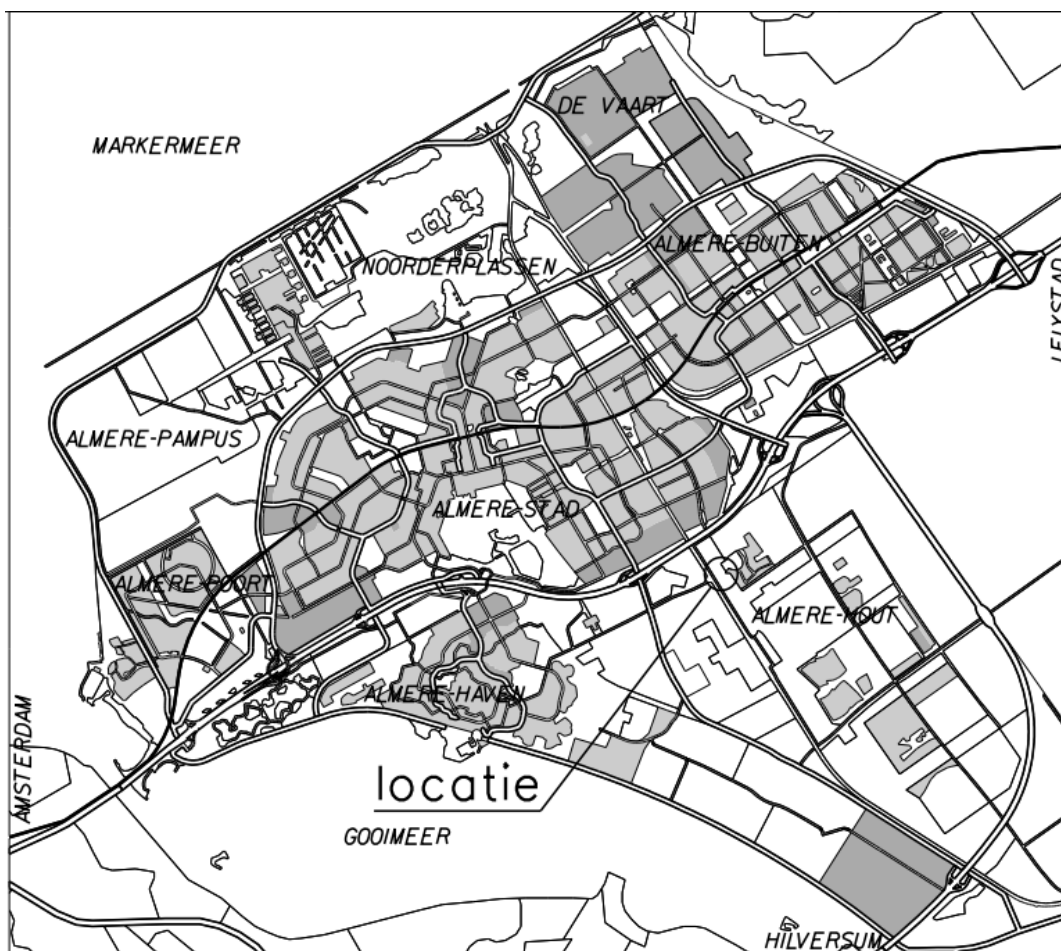 DE VAART
MARKERMEER
ALMERE-BUITEN
NOORDERPLASSEN
LELYSTAD
ALMERE-PAMPUS
ALMERE-STAD
ALMERE-POORT
ALMERE-HOUT
ALMERE-HAVEN
AMSTERDAM
locatie
GOOIMEER
HILVERSUM